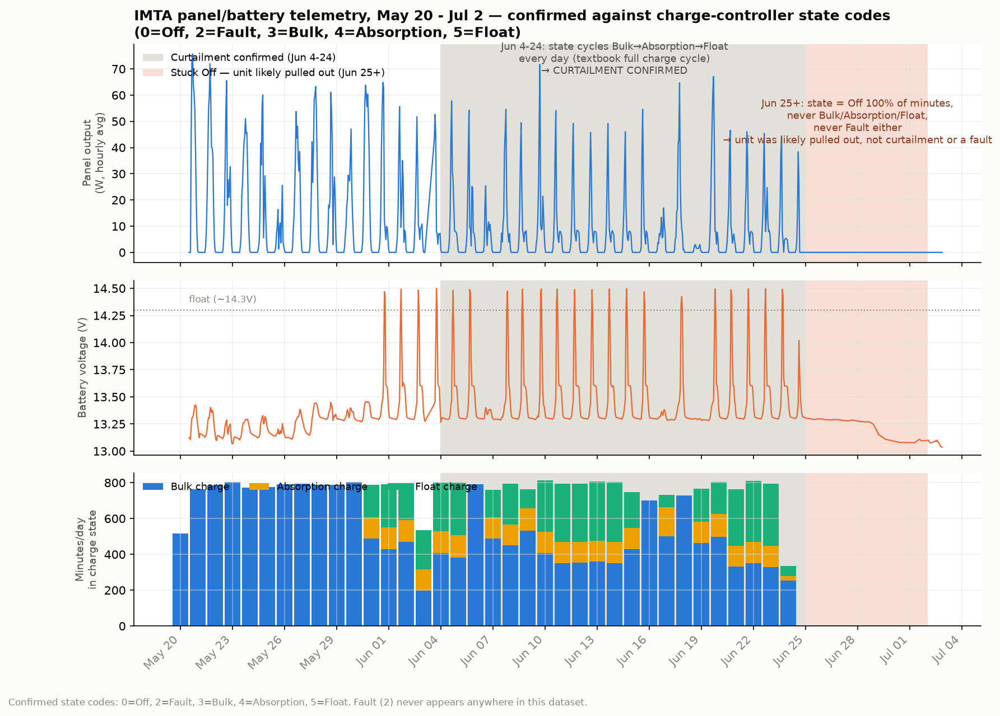 IMTA panel/battery telemetry, May 20 - Jul 2 — confirmed against charge-controller state codes
(0=Off, 2=Fault, 3=Bulk, 4=Absorption, 5=Float)
Curtailment confirmed (Jun 4-24)
Stuck Off — unit likely pulled out (Jun 25+)
Jun 4-24: state cycles Bulk→Absorption→Float
every day (textbook full charge cycle)
→ CURTAILMENT CONFIRMED
Jun 25+: state = Off 100% of minutes,
never Bulk/Absorption/Float,
never Fault either
→ unit was likely pulled out, not curtailment or a fault
Panel output
(W, hourly avg)
70
60
50
40
30
20
10
0
float (~14.3V)
Battery voltage (V)
14.50
14.25
14.00
13.75
13.50
13.25
13.00
Bulk charge
Absorption charge
Float charge
Minutes/day
in charge state
800
600
400
200
0
May 20
May 23
May 26
May 29
Jun 01
Jun 04
Jun 07
Jun 10
Jun 13
Jun 16
Jun 19
Jun 22
Jun 25
Jun 28
Jul 01
Jul 04
Confirmed state codes: 0=Off, 2=Fault, 3=Bulk, 4=Absorption, 5=Float. Fault (2) never appears anywhere in this dataset.